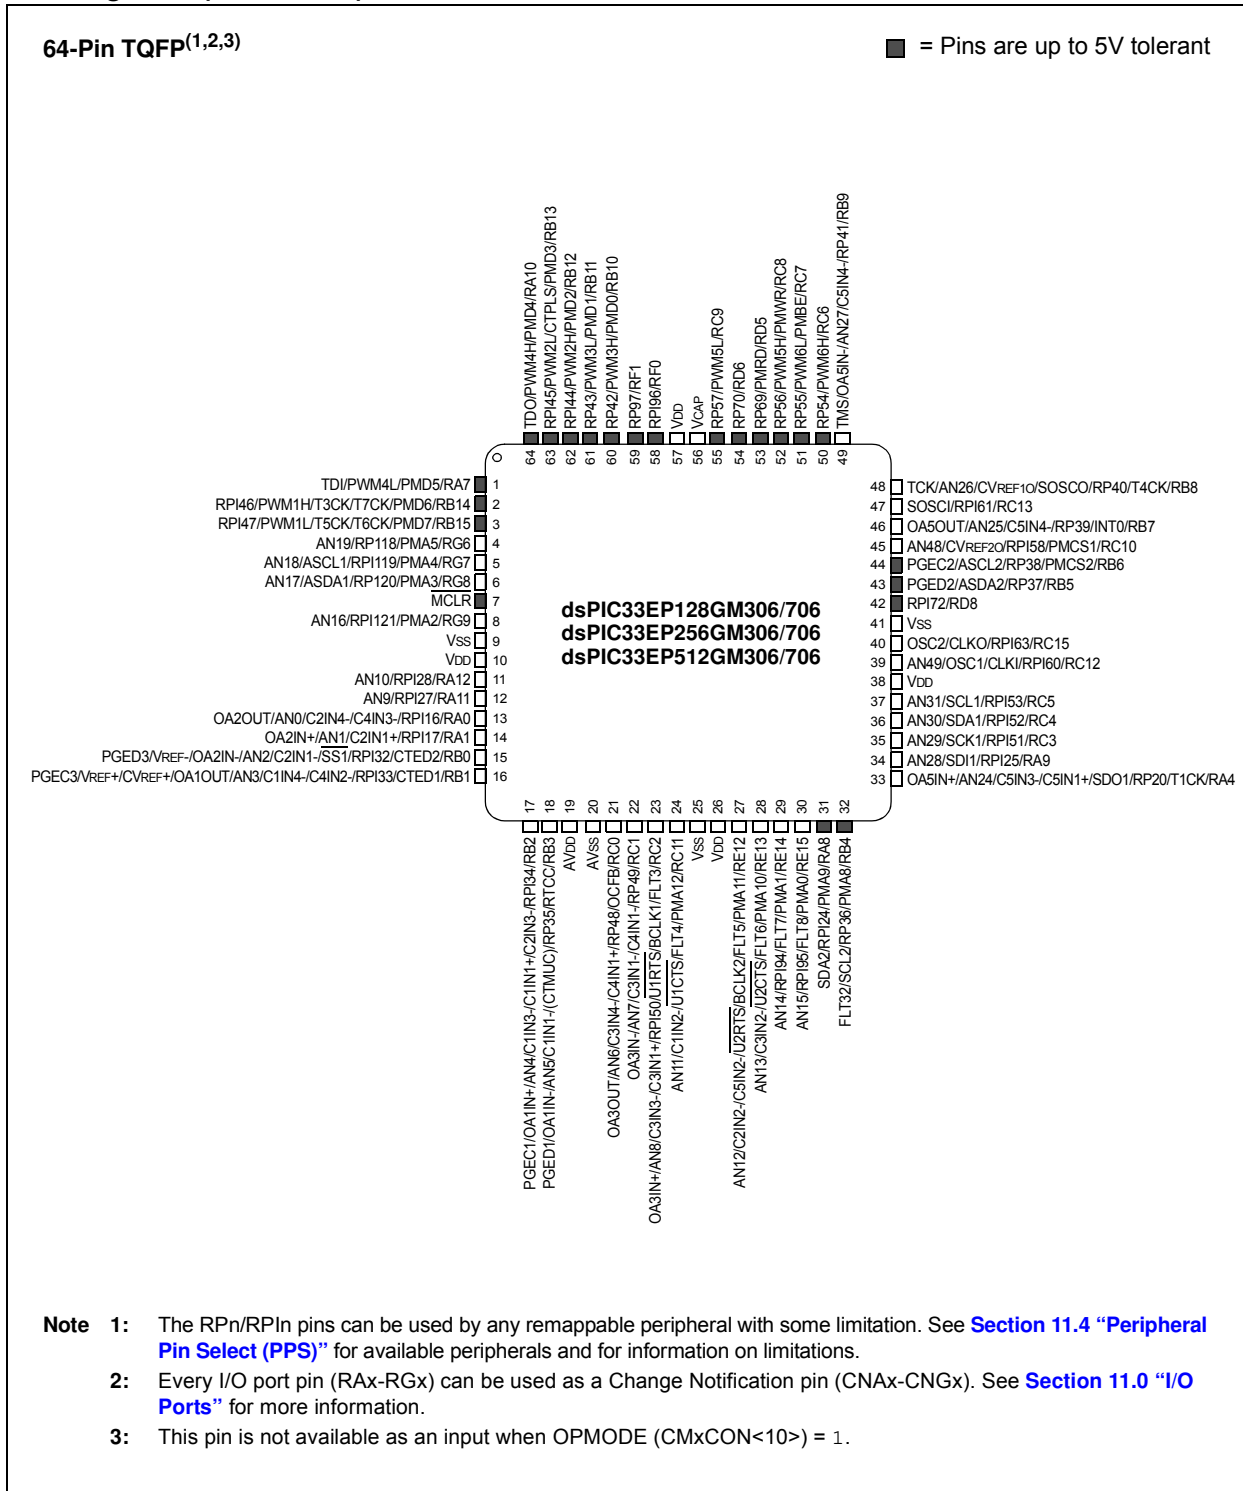 64-Pin TQFP(1,2,3)
= Pins are up to 5V tolerant
64 TDO/PWM4H/PMD4/RA10
63 RPI45/PWM2L/CTPLS/PMD3/RB13
62 RPI44/PWM2H/PMD2/RB12
61 RP43/PWM3L/PMD1/RB11
60 RP42/PWM3H/PMD0/RB10
59 RP97/RF1
58 RPI96/RF0
57 VDD
56 VCAP
55 RP57/PWM5L/RC9
54 RP70/RD6
53 RP69/PMRD/RD5
52 RP56/PWM5H/PMWR/RC8
51 RP55/PWM6L/PMBE/RC7
50 RP54/PWM6H/RC6
49 TMS/OA5IN-/AN27/C5IN4-/RP41/RB9
TDI/PWM4L/PMD5/RA7 1
RPI46/PWM1H/T3CK/T7CK/PMD6/RB14 2
RPI47/PWM1L/T5CK/T6CK/PMD7/RB15 3
AN19/RP118/PMA5/RG6 4
AN18/ASCL1/RPI119/PMA4/RG7 5
AN17/ASDA1/RP120/PMA3/RG8 6
MCLR 7
AN16/RPI121/PMA2/RG9 8
VSS 9
VDD 10
AN10/RPI28/RA12 11
AN9/RPI27/RA11 12
OA2OUT/AN0/C2IN4-/C4IN3-/RPI16/RA0 13
OA2IN+/AN1/C2IN1+/RPI17/RA1 14
PGED3/VREF-/OA2IN-/AN2/C2IN1-/SS1/RPI32/CTED2/RB0 15
PGEC3/VREF+/CVREF+/OA1OUT/AN3/C1IN4-/C4IN2-/RPI33/CTED1/RB1 16
dsPIC33EP128GM306/706
dsPIC33EP256GM306/706
dsPIC33EP512GM306/706
48 TCK/AN26/CVREF1O/SOSCO/RP40/T4CK/RB8
47 SOSCI/RPI61/RC13
46 OA5OUT/AN25/C5IN4-/RP39/INT0/RB7
45 AN48/CVREF2O/RPI58/PMCS1/RC10
44 PGEC2/ASCL2/RP38/PMCS2/RB6
43 PGED2/ASDA2/RP37/RB5
42 RPI72/RD8
41 VSS
40 OSC2/CLKO/RPI63/RC15
39 AN49/OSC1/CLKI/RPI60/RC12
38 VDD
37 AN31/SCL1/RPI53/RC5
36 AN30/SDA1/RPI52/RC4
35 AN29/SCK1/RPI51/RC3
34 AN28/SDI1/RPI25/RA9
33 OA5IN+/AN24/C5IN3-/C5IN1+/SDO1/RP20/T1CK/RA4
17 PGEC1/OA1IN+/AN4/C1IN3-/C1IN1+/C2IN3-/RPI34/RB2
18 PGED1/OA1IN-/AN5/C1IN1-/(CTMUC)/RP35/RTCC/RB3
19 AVDD
20 AVSS
21 OA3OUT/AN6/C3IN4-/C4IN1+/RP48/OCFB/RC0
22 OA3IN-/AN7/C3IN1-/C4IN1-/RP49/RC1
23 OA3IN+/AN8/C3IN3-/C3IN1+/RPI50/U1RTS/BCLK1/FLT3/RC2
24 AN11/C1IN2-/U1CTS/FLT4/PMA12/RC11
25 VSS
26 VDD
27 AN12/C2IN2-/C5IN2-/U2RTS/BCLK2/FLT5/PMA11/RE12
28 AN13/C3IN2-/U2CTS/FLT6/PMA10/RE13
29 AN14/RPI94/FLT7/PMA1/RE14
30 AN15/RPI95/FLT8/PMA0/RE15
31 SDA2/RPI24/PMA9/RA8
32 FLT32/SCL2/RP36/PMA8/RB4
Note 1: The RPn/RPIn pins can be used by any remappable peripheral with some limitation. See Section 11.4 “Peripheral
Pin Select (PPS)” for available peripherals and for information on limitations.
2: Every I/O port pin (RAx-RGx) can be used as a Change Notification pin (CNAx-CNGx). See Section 11.0 “I/O
Ports” for more information.
3: This pin is not available as an input when OPMODE (CMxCON<10>) = 1.